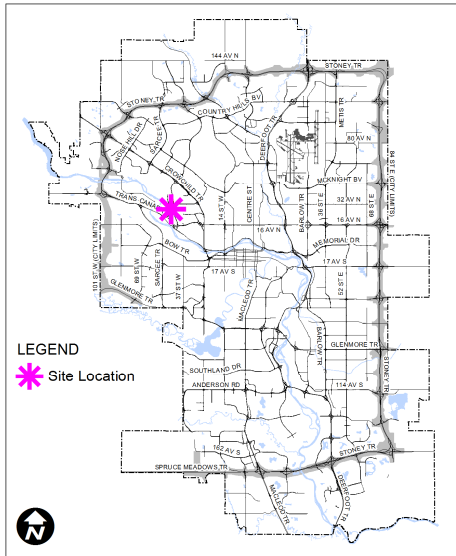 144 AV N
STONEY TR
STONEY TR
COUNTRY HILLS BV
NOSE HILL DR
SARCEE TR
DEERFOOT TR
METIS TR
80 AV N
CROWCHILD TR
MCKNIGHT BV
84 ST E (CITY LIMITS)
68 ST E
TRANS CANADA
14 ST W
CENTRE ST
BARLOW TR
36 ST E
32 AV N
16 AV N
16 AV N
101 ST W (CITY LIMITS)
BOW TR
MEMORIAL DR
17 AV S
17 AV S
69 ST W
SARCEE TR
37 ST W
GLENMORE TR
MACLEOD TR
52 ST E
BARLOW TR
GLENMORE TR
STONEY TR
LEGEND
Site Location
SOUTHLAND DR
ANDERSON RD
114 AV S
162 AV S
STONEY TR
SPRUCE MEADOWS TR
MACLEOD TR
DEERFOOT TR
N